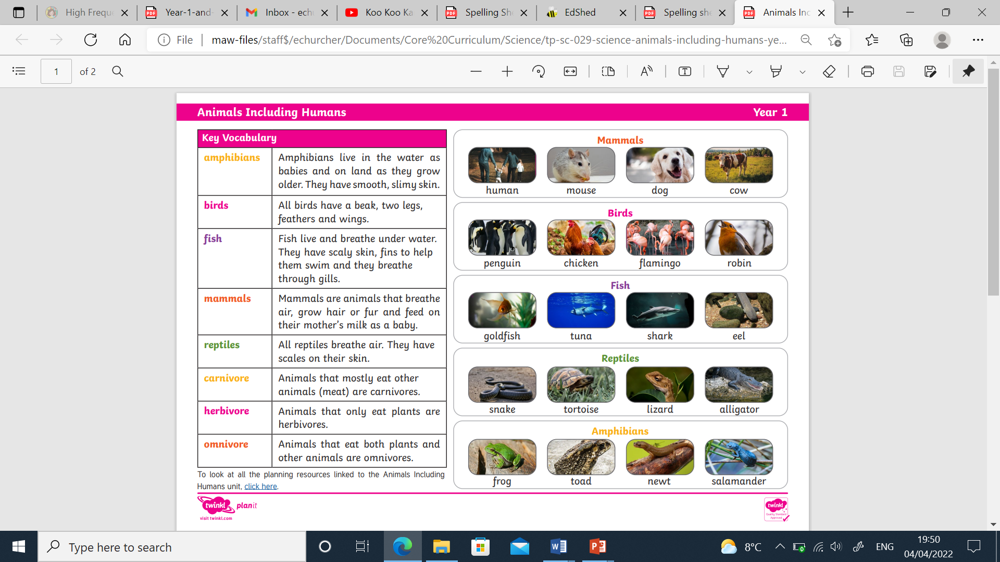 High Freque
Year-1-and-
Inbox - echu
Koo Koo Ka
Spelling She
EdShed
Spelling she
Animals Inc
File
maw-files/staff$/echurcher/Documents/Core%20Curriculum/Science/tp-sc-029-science-animals-including-humans-ye...
1
of 2
Animals Including Humans
Year 1
Key Vocabulary
amphibians
Amphibians live in the water as
babies and on land as they grow
older. They have smooth, slimy skin.
birds
All birds have a beak, two legs,
feathers and wings.
fish
Fish live and breathe under water.
They have scaly skin, fins to help
them swim and they breathe
through gills.
mammals
Mammals are animals that breathe
air, grow hair or fur and feed on
their mother's milk as a baby.
reptiles
All reptiles breathe air. They have
scales on their skin.
carnivore
Animals that mostly eat other
animals (meat) are carnivores.
herbivore
Animals that only eat plants are
herbivores.
omnivore
Animals that eat both plants and
other animals are omnivores.
To look at all the planning resources linked to the Animals Including
Humans unit, click here.
Mammals
human mouse dog cow
Birds
penguin chicken flamingo robin
Fish
goldfish tuna shark eel
Reptiles
snake tortoise lizard alligator
Amphibians
frog toad newt salamander
twinkl planit
visit twinkl.com
twinkl
Quality Standard
Approved
Type here to search
8°C
ENG
19:50
04/04/2022